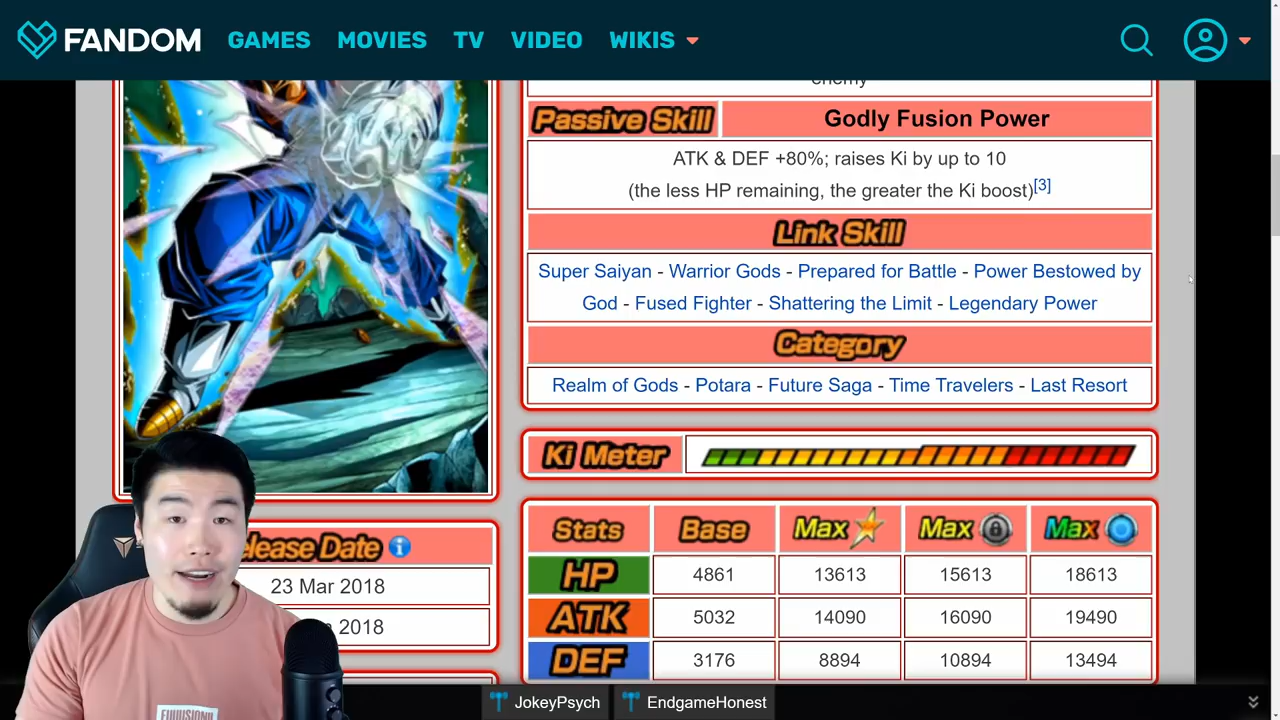 FANDOM GAMES MOVIES TV VIDEO WIKIS
enemy
Passive Skill Godly Fusion Power
ATK & DEF +80%; raises Ki by up to 10
(the less HP remaining, the greater the Ki boost)[3]
Link Skill
Super Saiyan - Warrior Gods - Prepared for Battle - Power Bestowed by
God - Fused Fighter - Shattering the Limit - Legendary Power
Category
Realm of Gods - Potara - Future Saga - Time Travelers - Last Resort
Ki Meter
Stats Base Max Max Max
HP 4861 13613 15613 18613
ATK 5032 14090 16090 19490
DEF 3176 8894 10894 13494
elease Date
23 Mar 2018
2018
JokeyPsych EndgameHonest